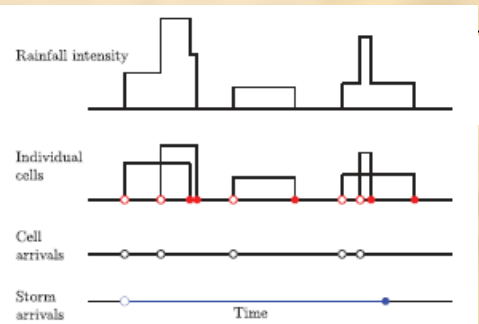 Rainfall intensity
Individual
cells
Cell
arrivals
Storm
arrivals
Time